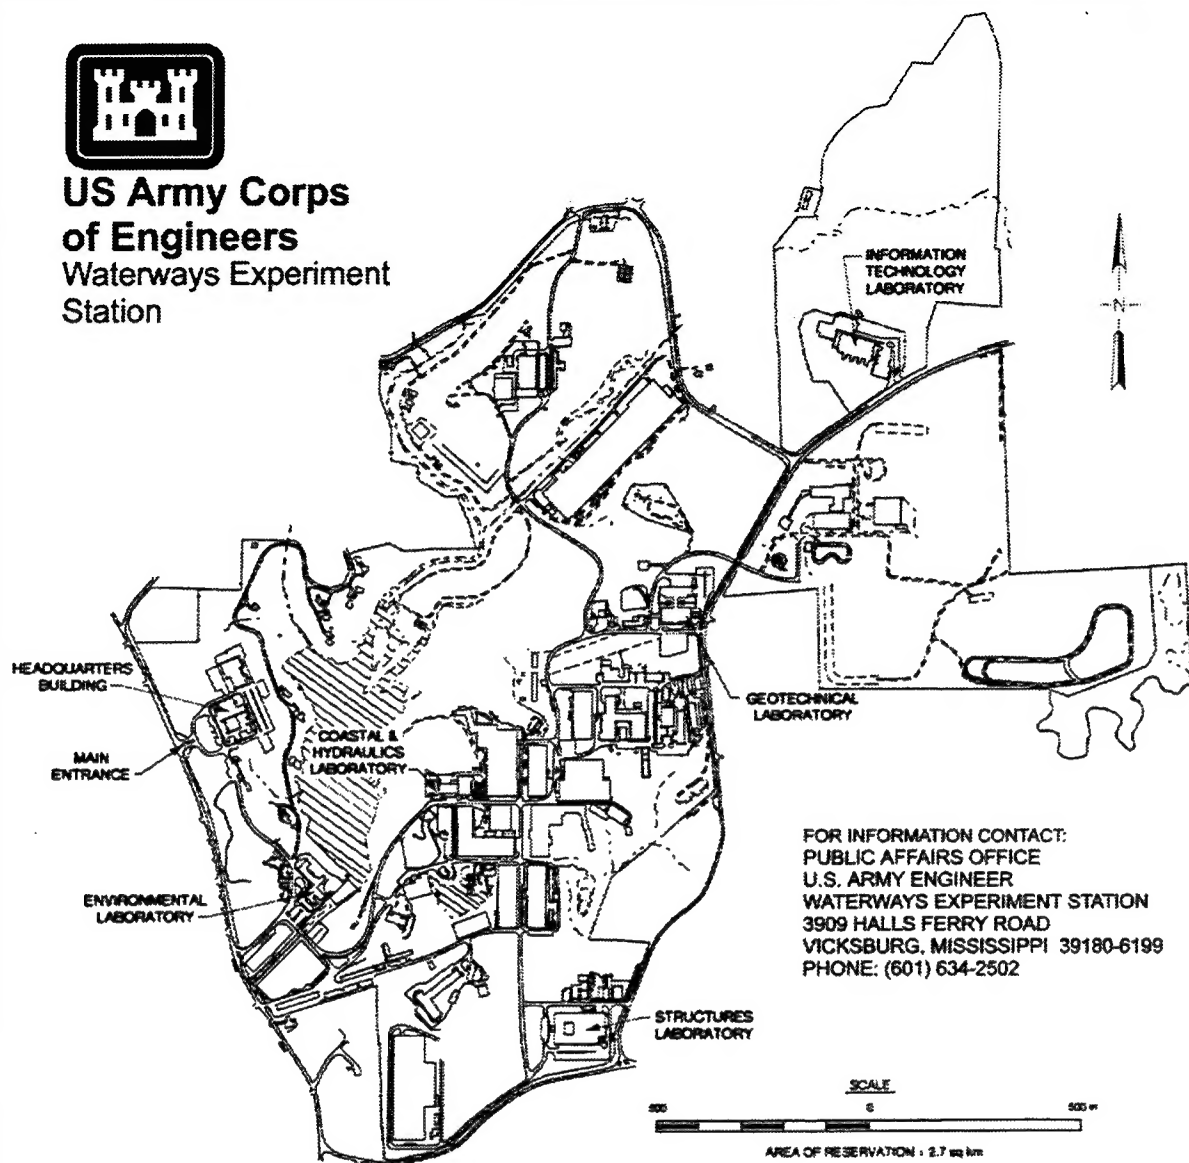 US Army Corps
of Engineers
Waterways Experiment
Station
INFORMATION
TECHNOLOGY
LABORATORY
N
HEADQUARTERS
BUILDING
MAIN
ENTRANCE
COASTAL &
HYDRAULICS
LABORATORY
GEOTECHNICAL
LABORATORY
ENVIRONMENTAL
LABORATORY
STRUCTURES
LABORATORY
FOR INFORMATION CONTACT:
PUBLIC AFFAIRS OFFICE
U.S. ARMY ENGINEER
WATERWAYS EXPERIMENT STATION
3909 HALLS FERRY ROAD
VICKSBURG, MISSISSIPPI 39180-6199
PHONE: (601) 634-2502
SCALE
500 0 500 m
AREA OF RESERVATION : 2.7 sq km